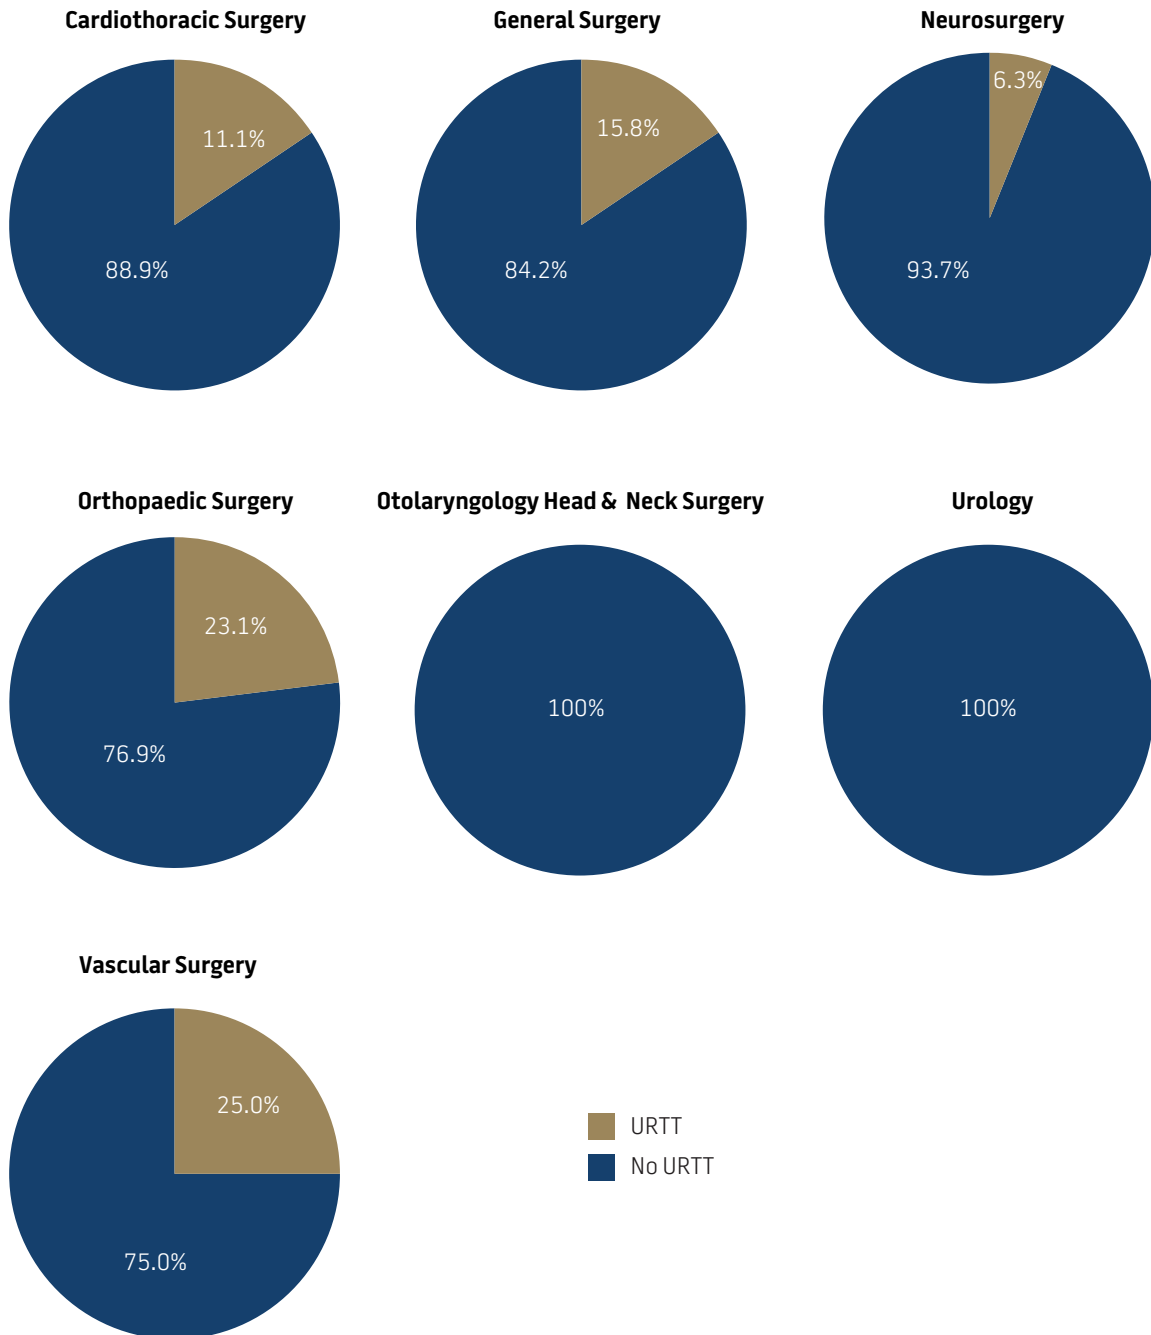 Cardiothoracic Surgery
General Surgery
Neurosurgery
11.1%
88.9%
15.8%
84.2%
6.3%
93.7%
Orthopaedic Surgery
Otolaryngology Head & Neck Surgery
Urology
23.1%
76.9%
100%
100%
Vascular Surgery
25.0%
75.0%
URTT
No URTT